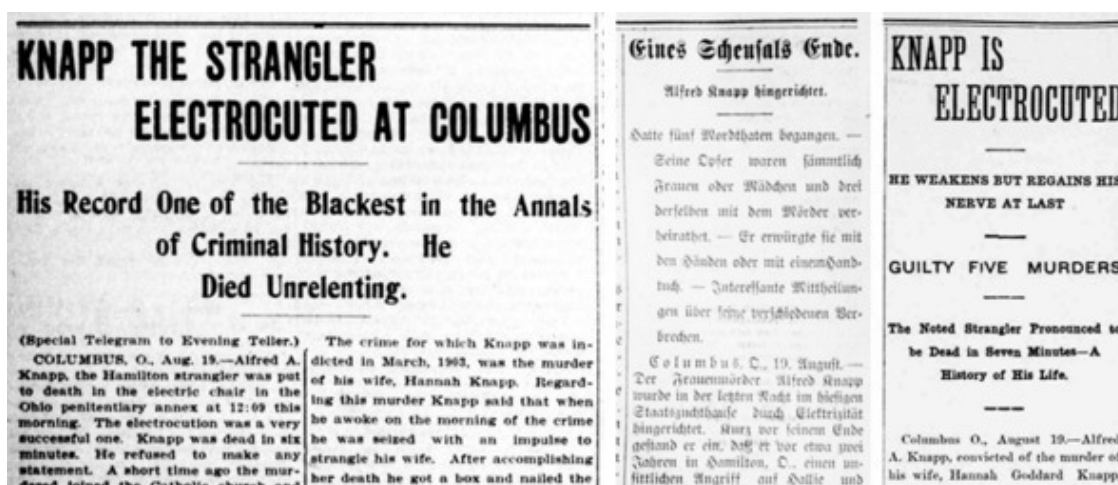 KNAPP THE STRANGLER
ELECTROCUTED AT COLUMBUS
His Record One of the Blackest in the Annals
of Criminal History. He
Died Unrelenting.
(Special Telegram to Evening Teller.)
COLUMBUS, O., Aug. 19.—Alfred A.
Knapp, the Hamilton strangler was put
to death in the electric chair in the
Ohio penitentiary annex at 12:09 this
morning. The electrocution was a very
successful one. Knapp was dead in six
minutes. He refused to make any
statement. A short time ago the mur-
dered joined the Catholic church and
The crime for which Knapp was in-
dicted in March, 1903, was the murder
of his wife, Hannah Knapp. Regard-
ing this murder Knapp said that when
he awoke on the morning of the crime
he was seized with an impulse to
strangle his wife. After accomplishing
her death he got a box and nailed the
Eines Scheusals Ende.
Alfred Knapp hingerichtet.
Hatte fünf Mordthaten begangen. —
Seine Opfer waren sämmtlich
Frauen oder Mädchen und drei
derselben mit dem Mörder ver-
heirathet. — Er erwürgte sie mit
den Händen oder mit einem Hand-
tuch. — Interessante Mittheilun-
gen über seine verschiedenen Ver-
brechen.
Columbus, O., 19. August. —
Der Frauenmörder Alfred Knapp
wurde in der letzten Nacht im hiesigen
Staatszuchthause durch Elektrizität
hingerichtet. Kurz vor seinem Ende
gestand er ein, daß er vor etwa zwei
Jahren in Hamilton, O., einen un-
sittlichen Angriff auf Hallie und
KNAPP IS
ELECTROCUTED
HE WEAKENS BUT REGAINS HIS
NERVE AT LAST
GUILTY FIVE MURDERS
The Noted Strangler Pronounced to
be Dead in Seven Minutes—A
History of His Life.
Columbus O., August 19—Alfred
A. Knapp, convicted of the murder of
his wife, Hannah Goddard Knapp